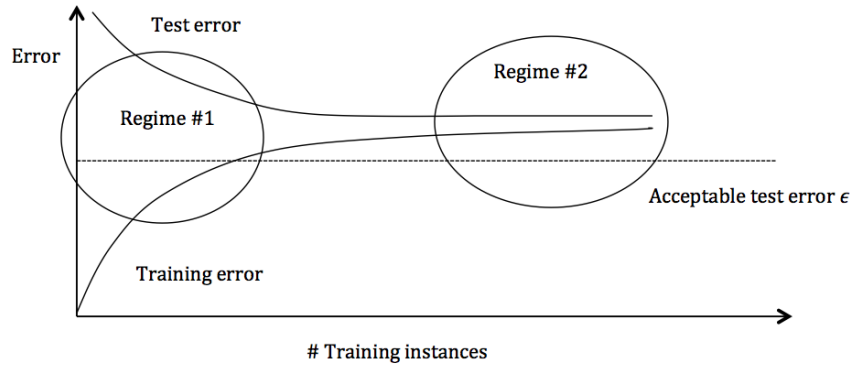 Test error
Error
Regime #2
Regime #1
Acceptable test error ϵ
Training error
# Training instances